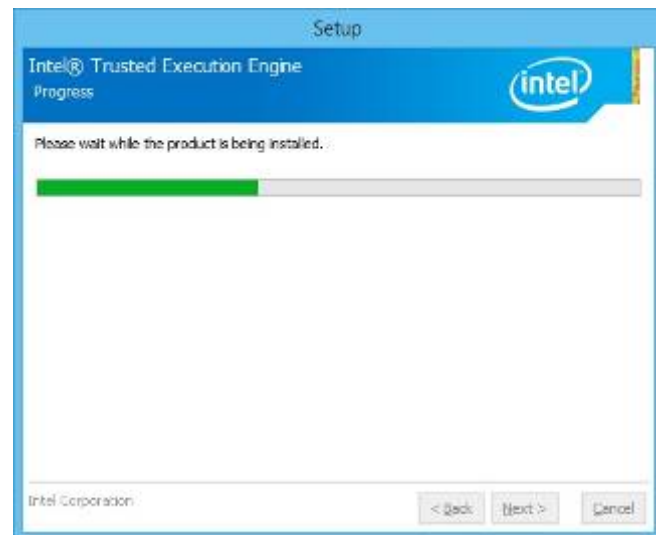 Setup
Intel® Trusted Execution Engine
Progress
intel
Please wait while the product is being installed.
Intel Corporation
< Back
Next >
Cancel